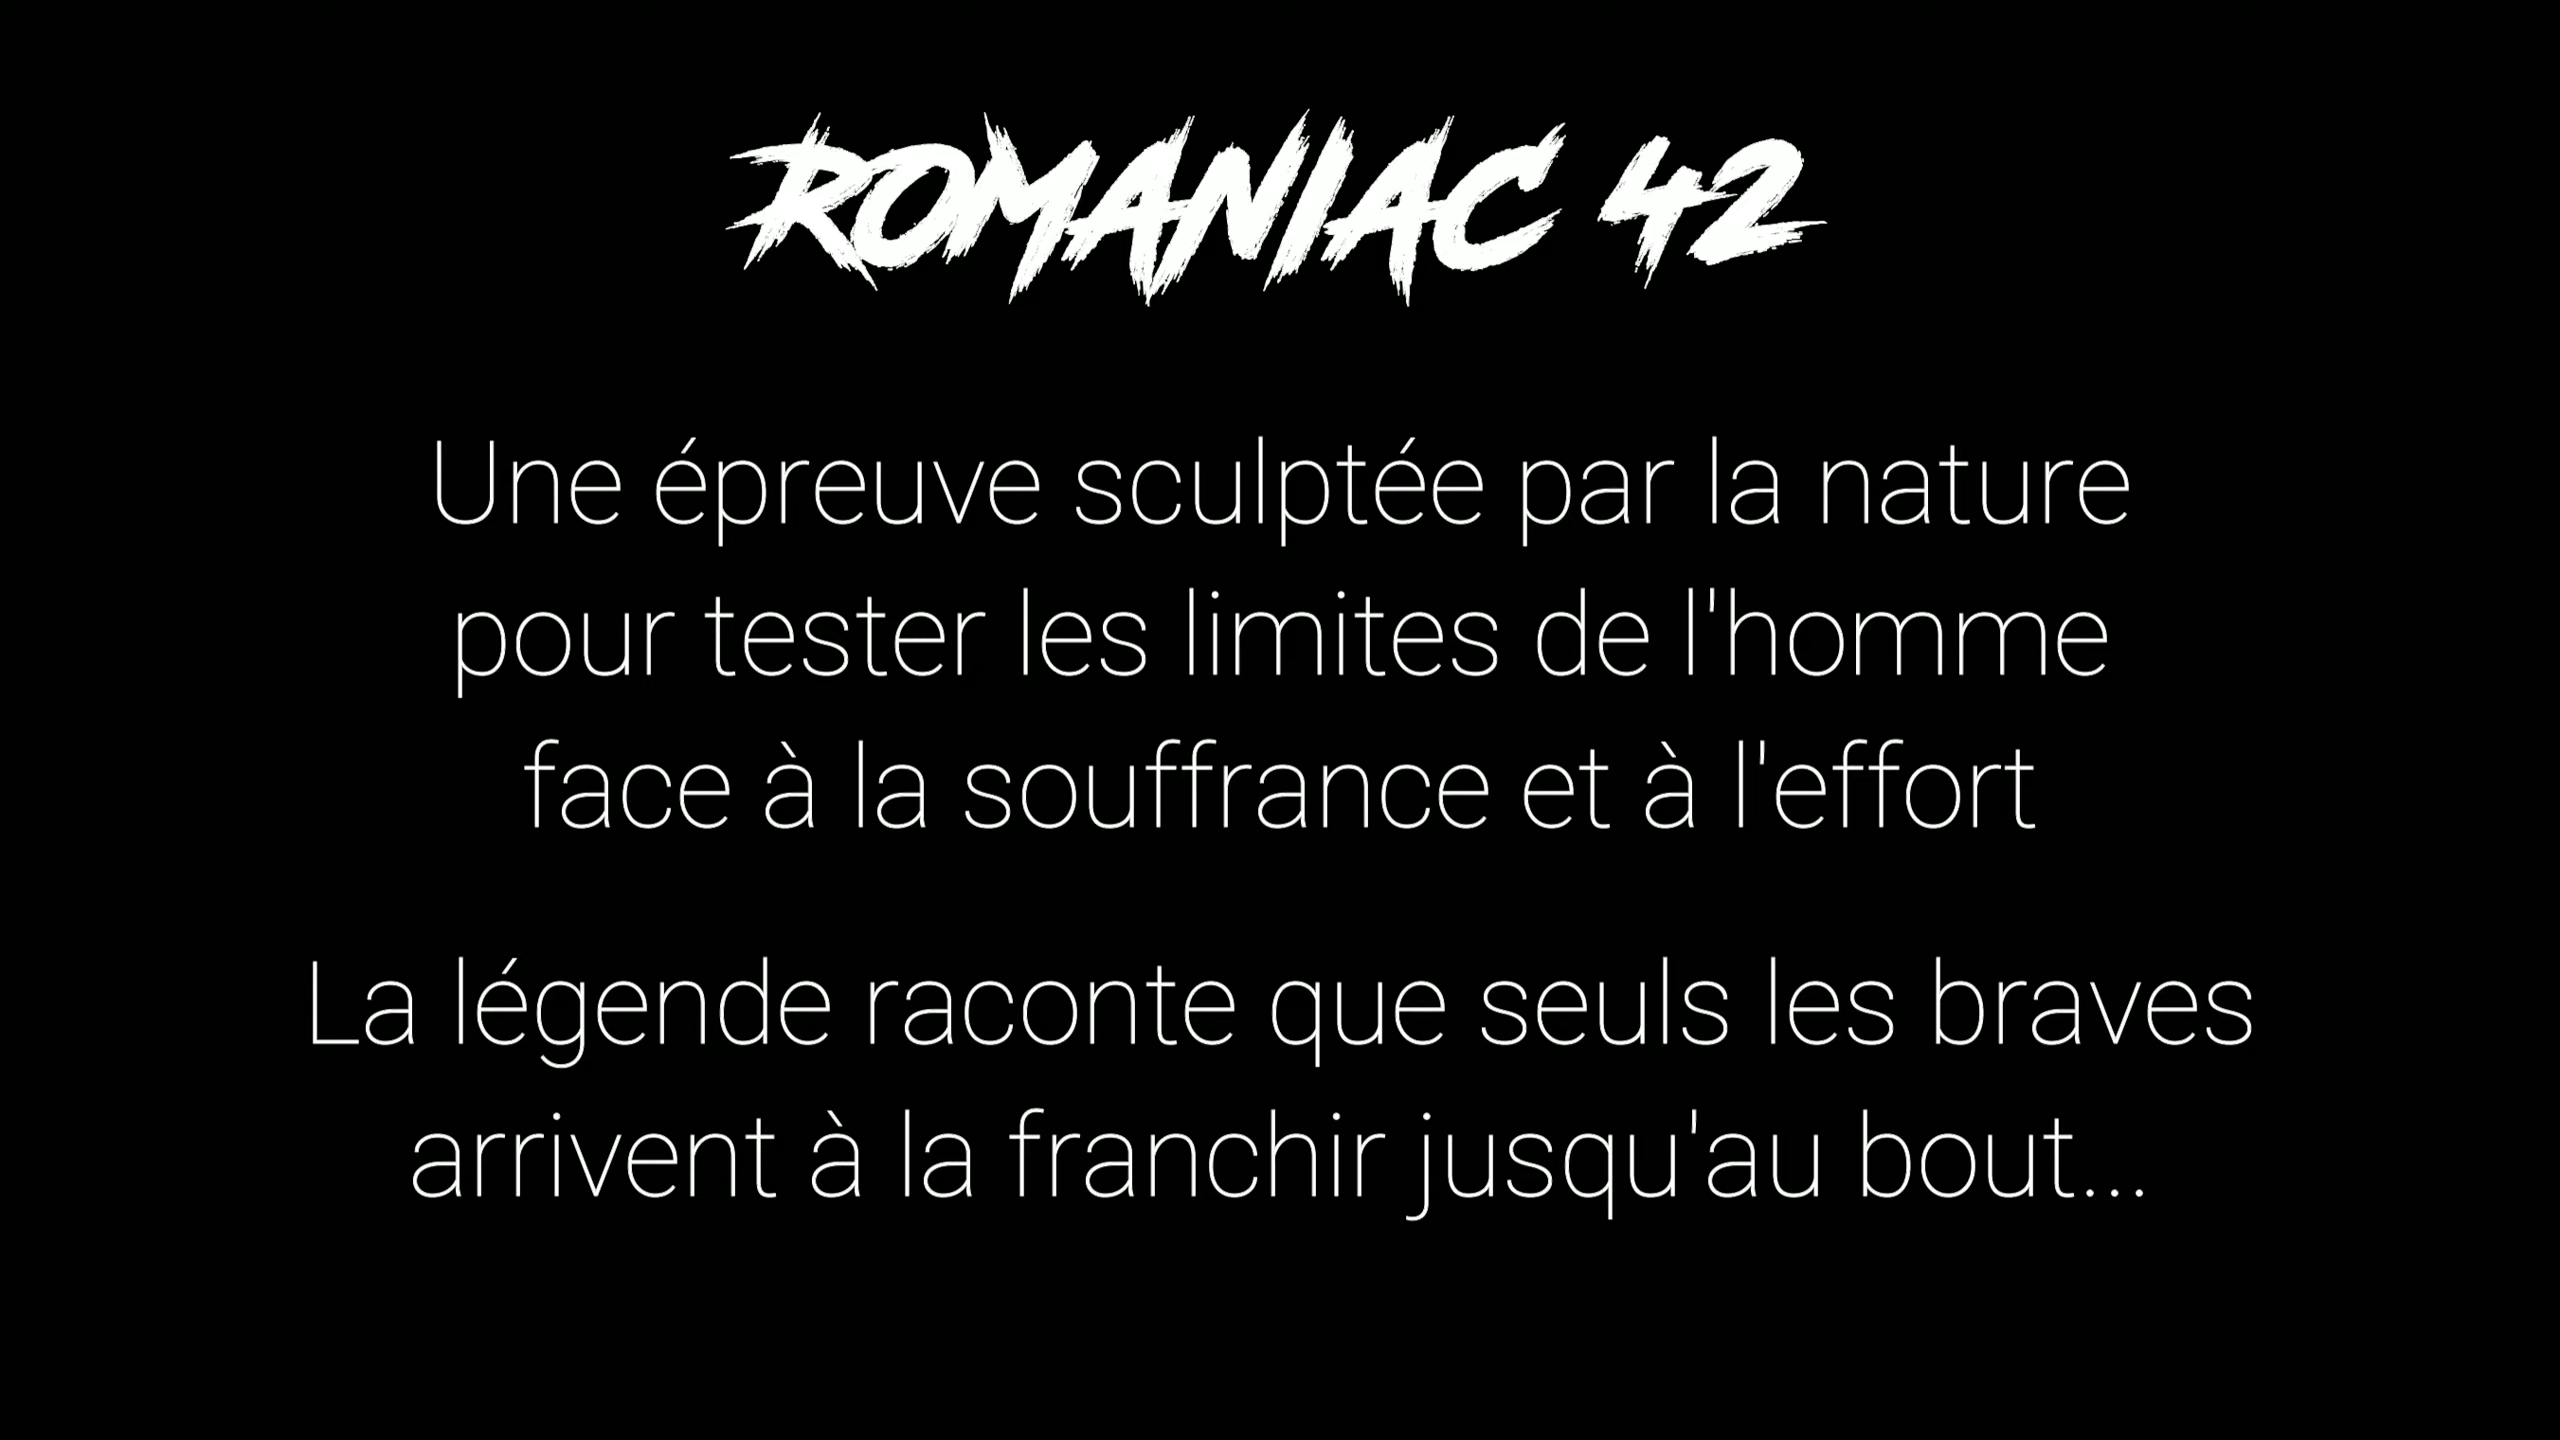 ROMANIAC 42
Une épreuve sculptée par la nature
pour tester les limites de l'homme
face à la souffrance et à l'effort
La légende raconte que seuls les braves
arrivent à la franchir jusqu'au bout...